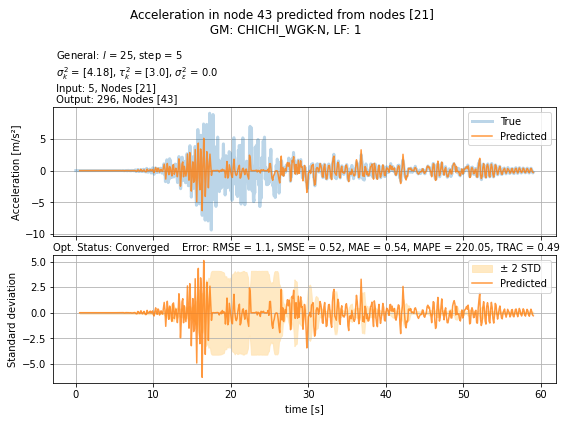 Acceleration in node 43 predicted from nodes [21]
GM: CHICHI_WGK-N, LF: 1
General: l = 25, step = 5
σ²ₖ = [4.18], τ²ₖ = [3.0], σ²ε = 0.0
Input: 5, Nodes [21]
Output: 296, Nodes [43]
Acceleration [m/s²]
5
0
−5
−10
True
Predicted
Opt. Status: Converged Error: RMSE = 1.1, SMSE = 0.52, MAE = 0.54, MAPE = 220.05, TRAC = 0.49
Standard deviation
5.0
2.5
0.0
−2.5
−5.0
± 2 STD
Predicted
0 10 20 30 40 50 60
time [s]